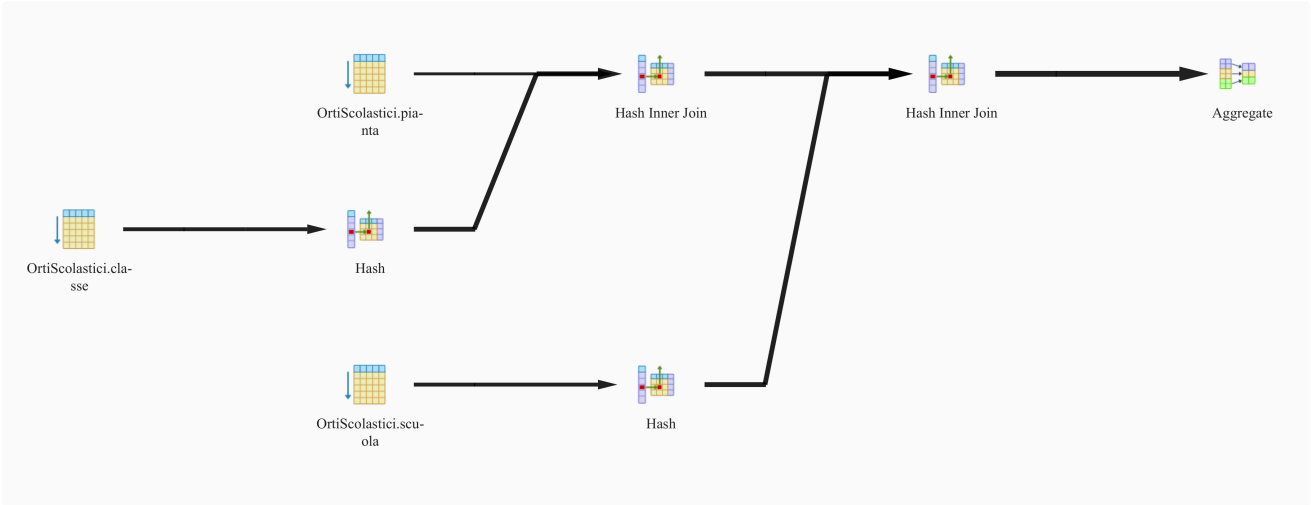 OrtiScolastici.pia-
nta
Hash Inner Join
Hash Inner Join
Aggregate
OrtiScolastici.cla-
sse
Hash
OrtiScolastici.scu-
ola
Hash